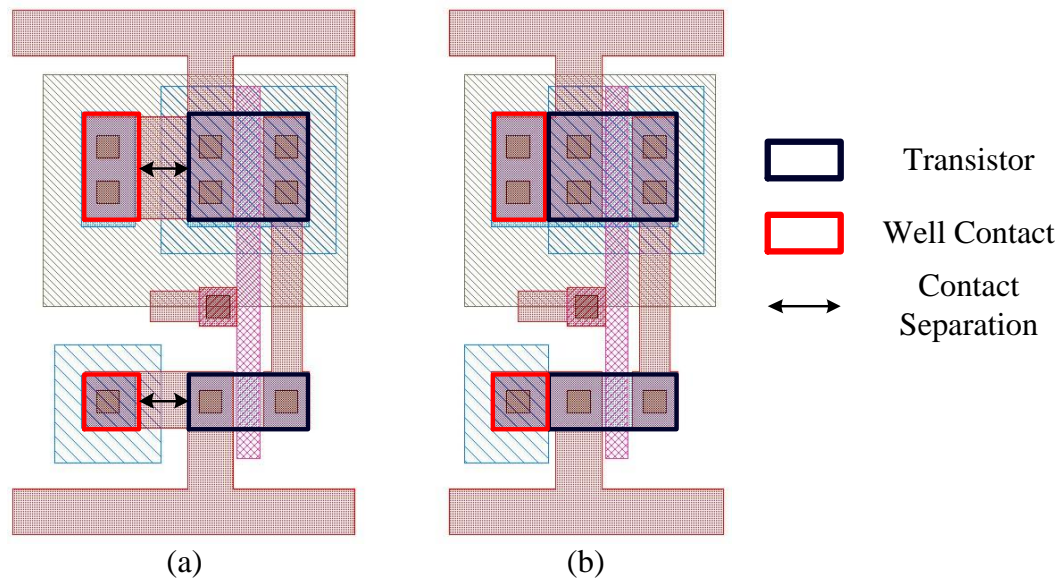 Transistor
Well Contact
Contact
Separation
(a)
(b)